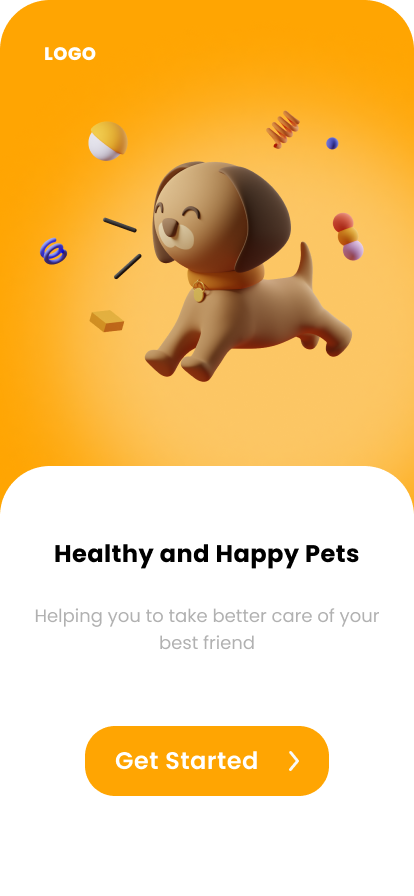 LOGO
Healthy and Happy Pets
Helping you to take better care of your
best friend
Get Started